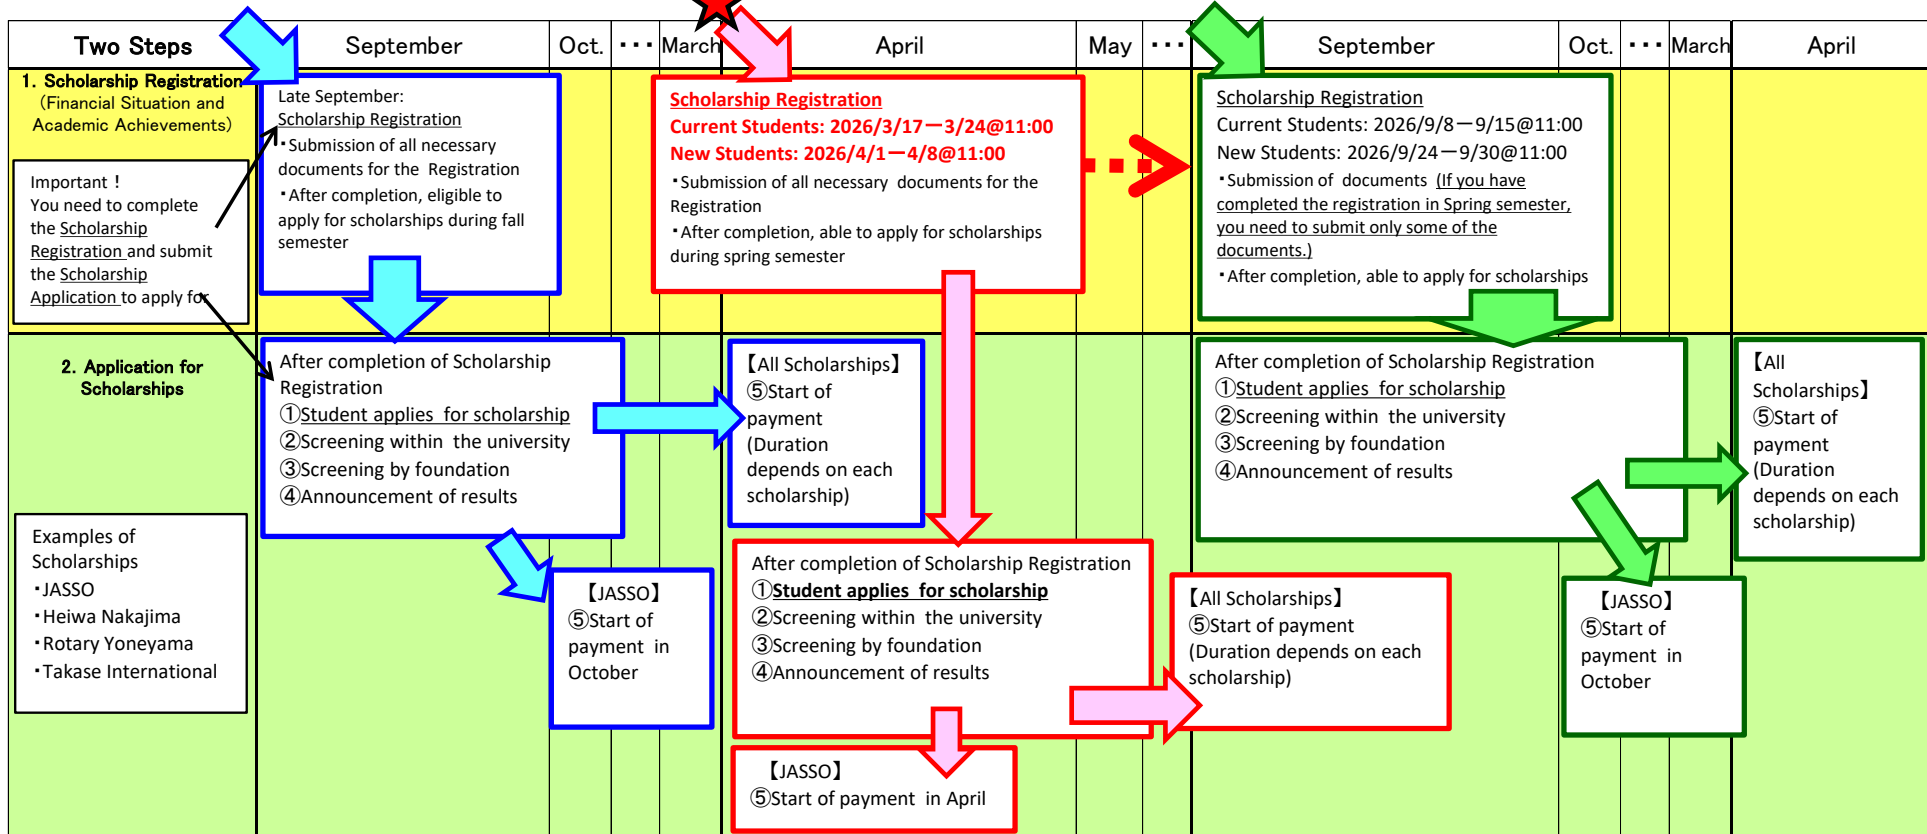 Two Steps
September
Oct.
･･･
March
April
May
･･･
September
Oct.
･･･
March
April
1. Scholarship Registration
(Financial Situation and
Academic Achievements)
Important！
You need to complete
the Scholarship
Registration and submit
the Scholarship
Application to apply for
Late September:
Scholarship Registration
･Submission of all necessary
documents for the Registration
･After completion, eligible to
apply for scholarships during fall
semester
Scholarship Registration
Current Students: 2026/3/17－3/24@11:00
New Students: 2026/4/1－4/8@11:00
･Submission of all necessary documents for the
Registration
･After completion, able to apply for scholarships
during spring semester
Scholarship Registration
Current Students: 2026/9/8－9/15@11:00
New Students: 2026/9/24－9/30@11:00
･Submission of documents (If you have
completed the registration in Spring semester,
you need to submit only some of the
documents.)
･After completion, able to apply for scholarships
2. Application for
Scholarships
Examples of
Scholarships
･JASSO
･Heiwa Nakajima
･Rotary Yoneyama
･Takase International
After completion of Scholarship
Registration
①Student applies for scholarship
②Screening within the university
③Screening by foundation
④Announcement of results
【JASSO】
⑤Start of
payment in
October
【All Scholarships】
⑤Start of
payment
(Duration
depends on each
scholarship)
After completion of Scholarship Registration
①Student applies for scholarship
②Screening within the university
③Screening by foundation
④Announcement of results
【JASSO】
⑤Start of payment in April
【All Scholarships】
⑤Start of payment
(Duration depends on each
scholarship)
After completion of Scholarship Registration
①Student applies for scholarship
②Screening within the university
③Screening by foundation
④Announcement of results
【JASSO】
⑤Start of
payment in
October
【All
Scholarships】
⑤Start of
payment
(Duration
depends on each
scholarship)